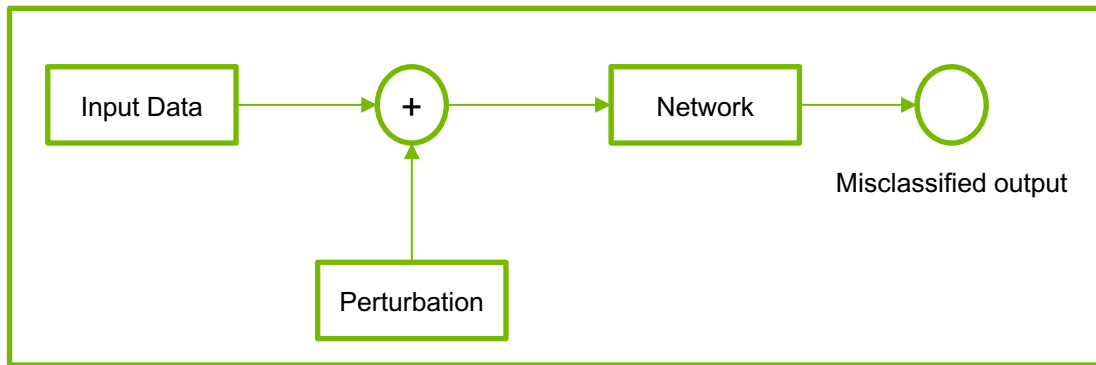 Input Data
+
Network
Misclassified output
Perturbation